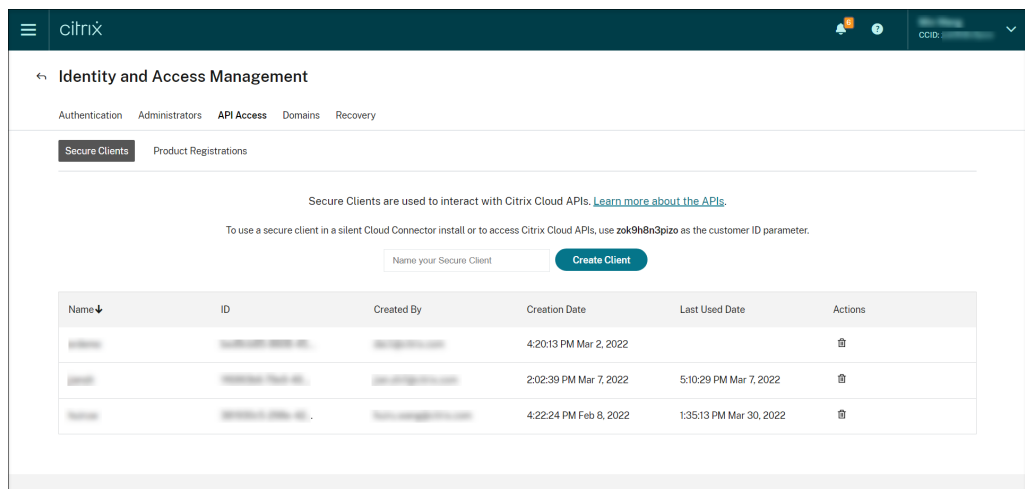 citrix
6
?
CCID:
Identity and Access Management
Authentication Administrators API Access Domains Recovery
Secure Clients Product Registrations
Secure Clients are used to interact with Citrix Cloud APIs. Learn more about the APIs.
To use a secure client in a silent Cloud Connector install or to access Citrix Cloud APIs, use zok9h8n3pizo as the customer ID parameter.
Name your Secure Client Create Client
Name ID Created By Creation Date Last Used Date Actions
4:20:13 PM Mar 2, 2022
2:02:39 PM Mar 7, 2022 5:10:29 PM Mar 7, 2022
4:22:24 PM Feb 8, 2022 1:35:13 PM Mar 30, 2022